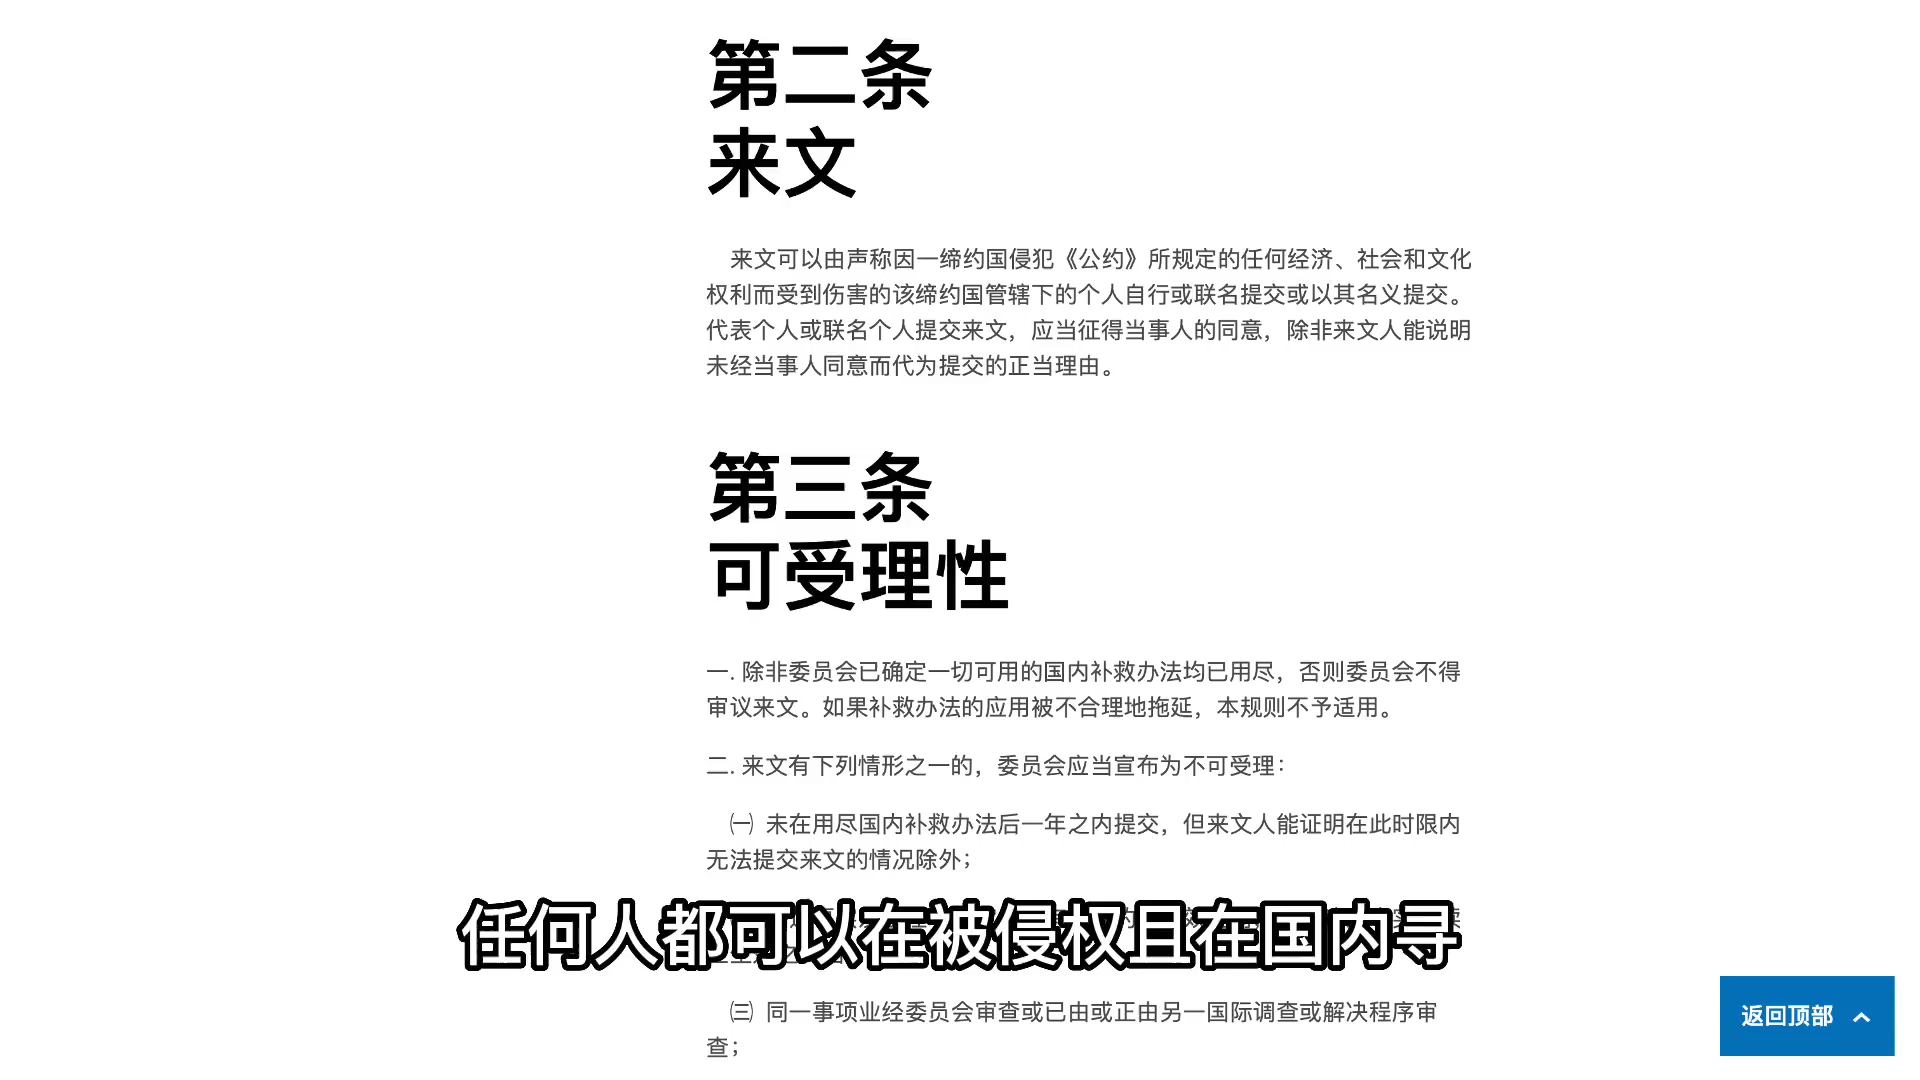 第二条
来文
来文可以由声称因一缔约国侵犯《公约》所规定的任何经济、社会和文化
权利而受到伤害的该缔约国管辖下的个人自行或联名提交或以其名义提交。
代表个人或联名个人提交来文，应当征得当事人的同意，除非来文人能说明
未经当事人同意而代为提交的正当理由。
第三条
可受理性
一. 除非委员会已确定一切可用的国内补救办法均已用尽，否则委员会不得
审议来文。如果补救办法的应用被不合理地拖延，本规则不予适用。
二. 来文有下列情形之一的，委员会应当宣布为不可受理：
㈠ 未在用尽国内补救办法后一年之内提交，但来文人能证明在此时限内
无法提交来文的情况除外；
任何人都可以在被侵权且在国内寻
㈢ 同一事项业经委员会审查或已由或正由另一国际调查或解决程序审
查；
返回顶部